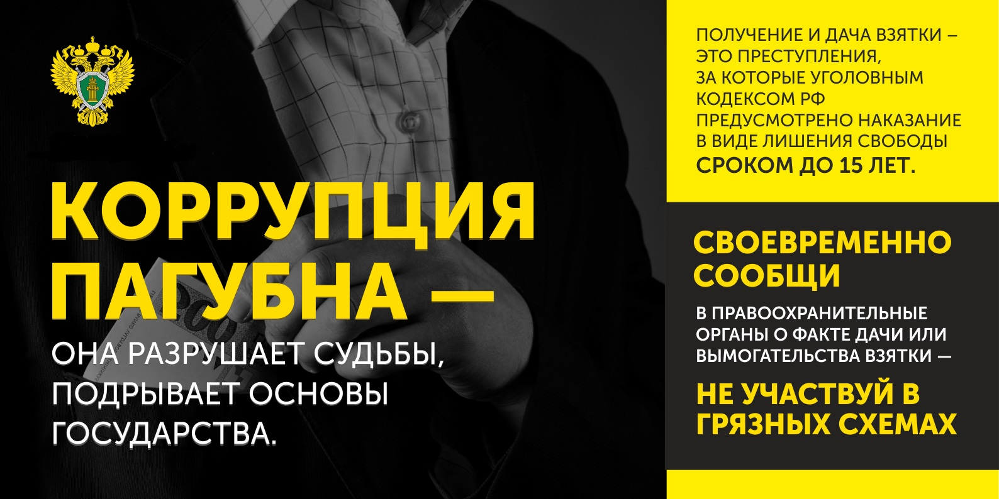 КОРРУПЦИЯ
ПАГУБНА —
ОНА РАЗРУШАЕТ СУДЬБЫ,
ПОДРЫВАЕТ ОСНОВЫ
ГОСУДАРСТВА.
ПОЛУЧЕНИЕ И ДАЧА ВЗЯТКИ –
ЭТО ПРЕСТУПЛЕНИЯ,
ЗА КОТОРЫЕ УГОЛОВНЫМ
КОДЕКСОМ РФ
ПРЕДУСМОТРЕНО НАКАЗАНИЕ
В ВИДЕ ЛИШЕНИЯ СВОБОДЫ
СРОКОМ ДО 15 ЛЕТ.
СВОЕВРЕМЕННО
СООБЩИ
В ПРАВООХРАНИТЕЛЬНЫЕ
ОРГАНЫ О ФАКТЕ ДАЧИ ИЛИ
ВЫМОГАТЕЛЬСТВА ВЗЯТКИ —
НЕ УЧАСТВУЙ В
ГРЯЗНЫХ СХЕМАХ